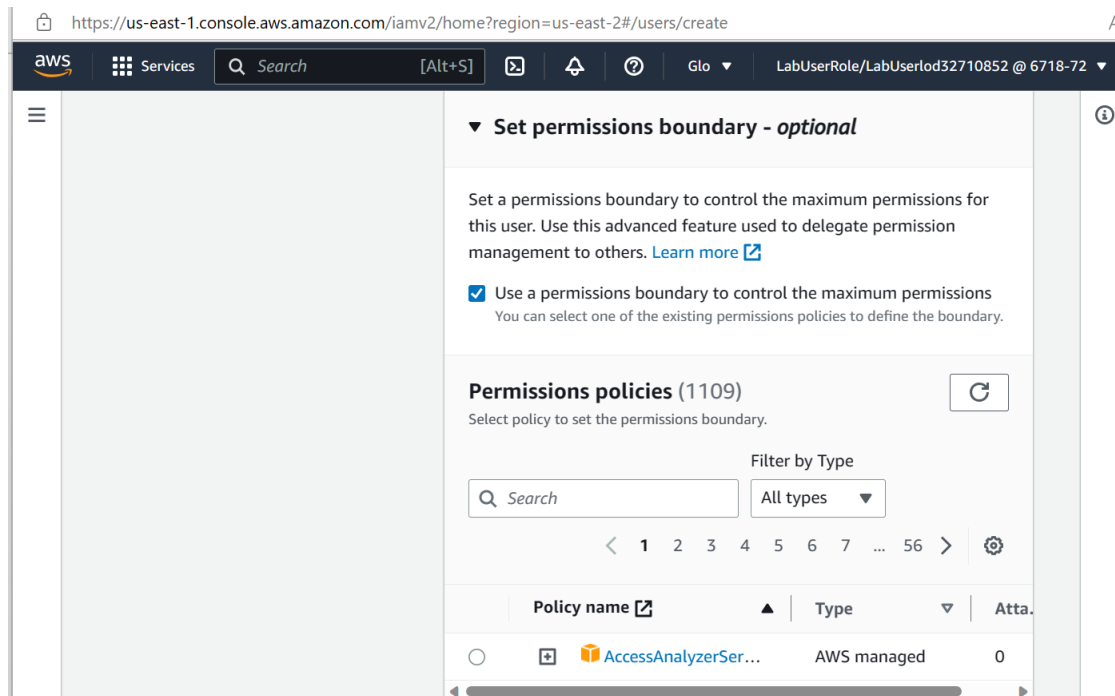 https://us-east-1.console.aws.amazon.com/iamv2/home?region=us-east-2#/users/create
aws Services Search [Alt+S] Glo LabUserRole/LabUserlod32710852 @ 6718-72
Set permissions boundary - optional
Set a permissions boundary to control the maximum permissions for
this user. Use this advanced feature used to delegate permission
management to others. Learn more
Use a permissions boundary to control the maximum permissions
You can select one of the existing permissions policies to define the boundary.
Permissions policies (1109)
Select policy to set the permissions boundary.
Filter by Type
Search All types
1 2 3 4 5 6 7 ... 56
Policy name Type Atta.
AccessAnalyzerSer... AWS managed 0